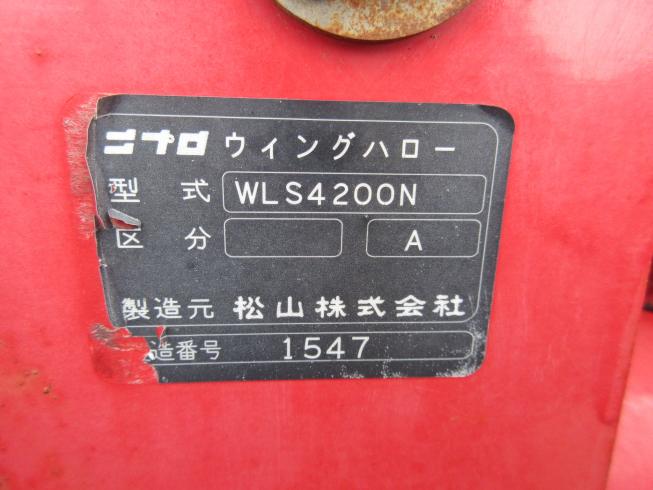 ニプロ ウィングハロー
型式 WLS4200N
区分 A
製造元 松山株式会社
造番号 1547